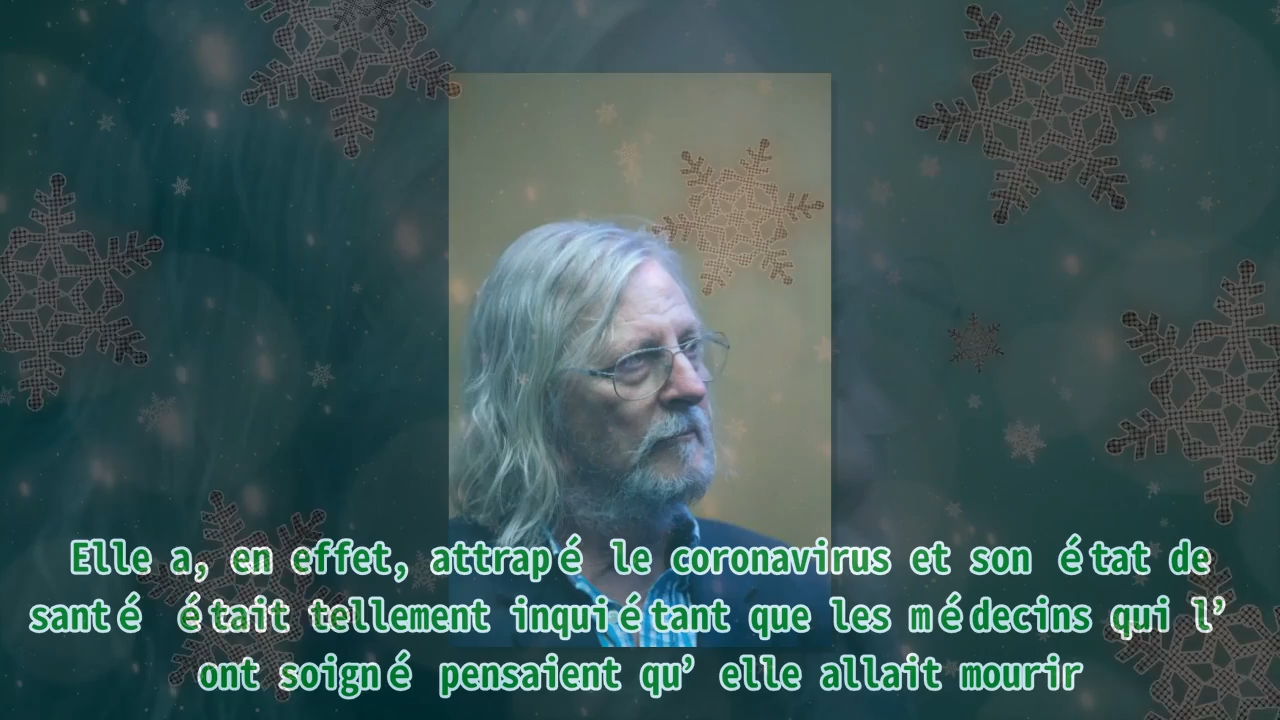 Elle a, en effet, attrapé le coronavirus et son état de
santé était tellement inquiétant que les médecins qui l’
ont soigné pensaient qu’ elle allait mourir